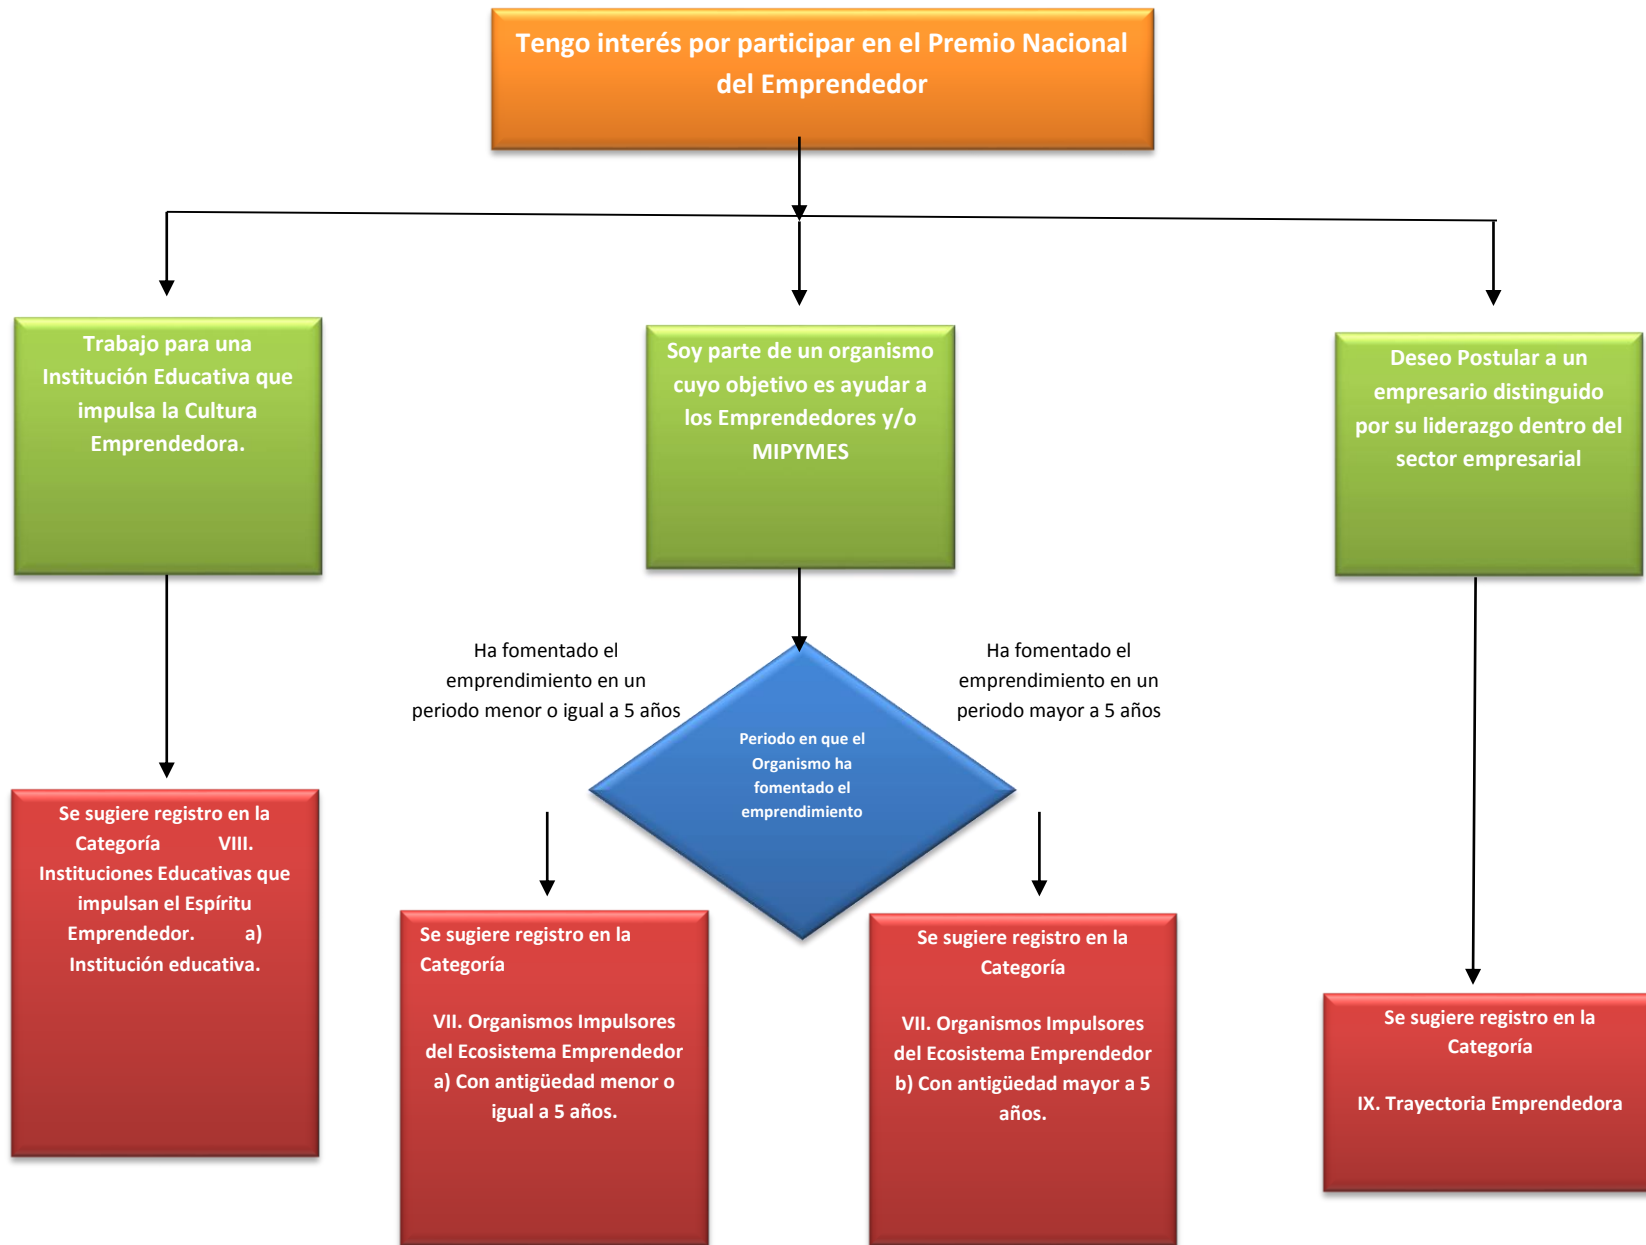 Tengo interés por participar en el Premio Nacional
del Emprendedor
Trabajo para una
Institución Educativa que
impulsa la Cultura
Emprendedora.
Soy parte de un organismo
cuyo objetivo es ayudar a
los Emprendedores y/o
MIPYMES
Deseo Postular a un
empresario distinguido
por su liderazgo dentro del
sector empresarial
Ha fomentado el
emprendimiento en un
periodo menor o igual a 5 años
Ha fomentado el
emprendimiento en un
periodo mayor a 5 años
Periodo en que el
Organismo ha
fomentado el
emprendimiento
Se sugiere registro en la
Categoría VIII.
Instituciones Educativas que
impulsan el Espíritu
Emprendedor. a)
Institución educativa.
Se sugiere registro en la
Categoría
VII. Organismos Impulsores
del Ecosistema Emprendedor
a) Con antigüedad menor o
igual a 5 años.
Se sugiere registro en la
Categoría
VII. Organismos Impulsores
del Ecosistema Emprendedor
b) Con antigüedad mayor a 5
años.
Se sugiere registro en la
Categoría
IX. Trayectoria Emprendedora